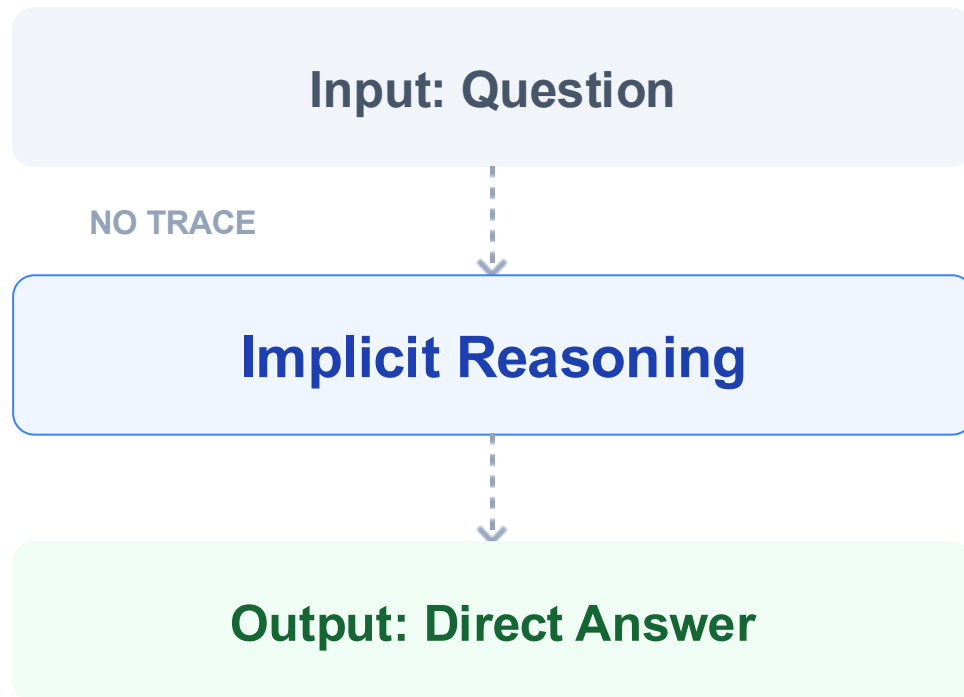 Input: Question
NO TRACE
Implicit Reasoning
Output: Direct Answer